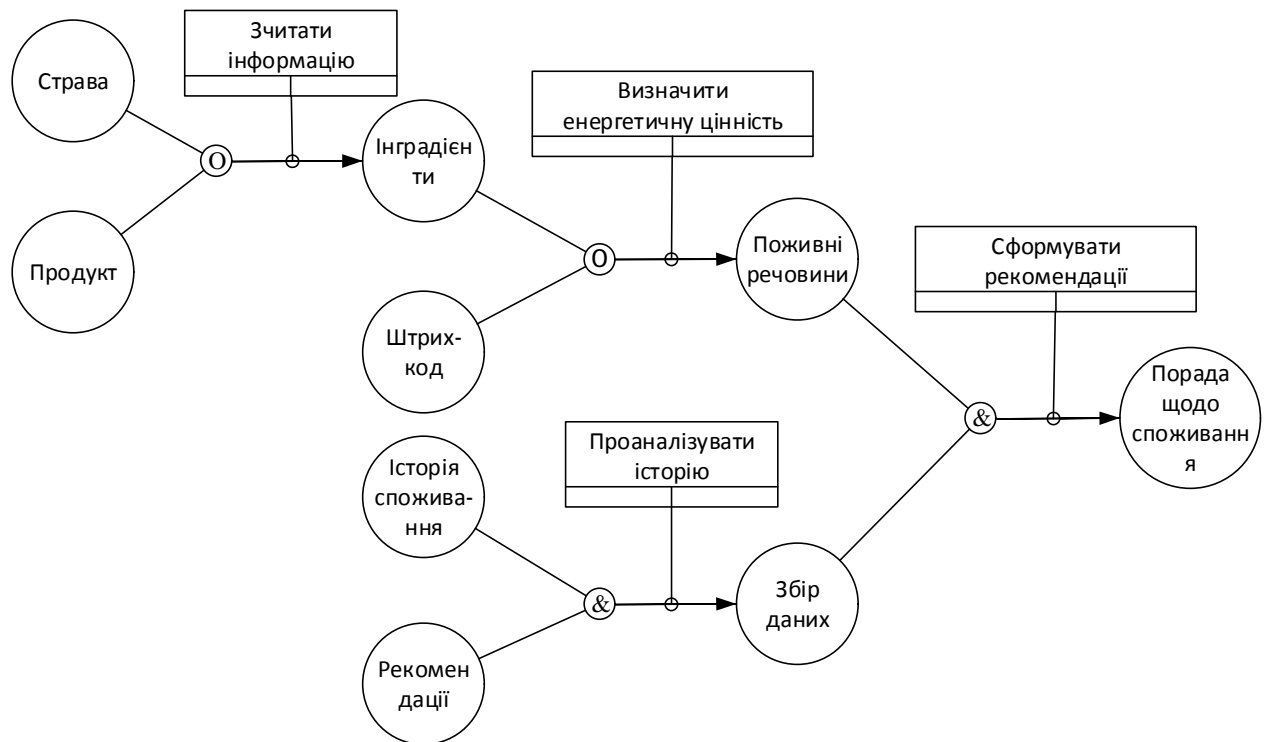 Страва
Зчитати
інформацію
О
Продукт
Інградієн
ти
Визначити
енергетичну цінність
О
Штрих-
код
Поживні
речовини
Сформувати
рекомендації
Історія
спожива-
ння
Проаналізувати
історію
&
Рекомен
дації
Збір
даних
&
Порада
щодо
споживанн
я